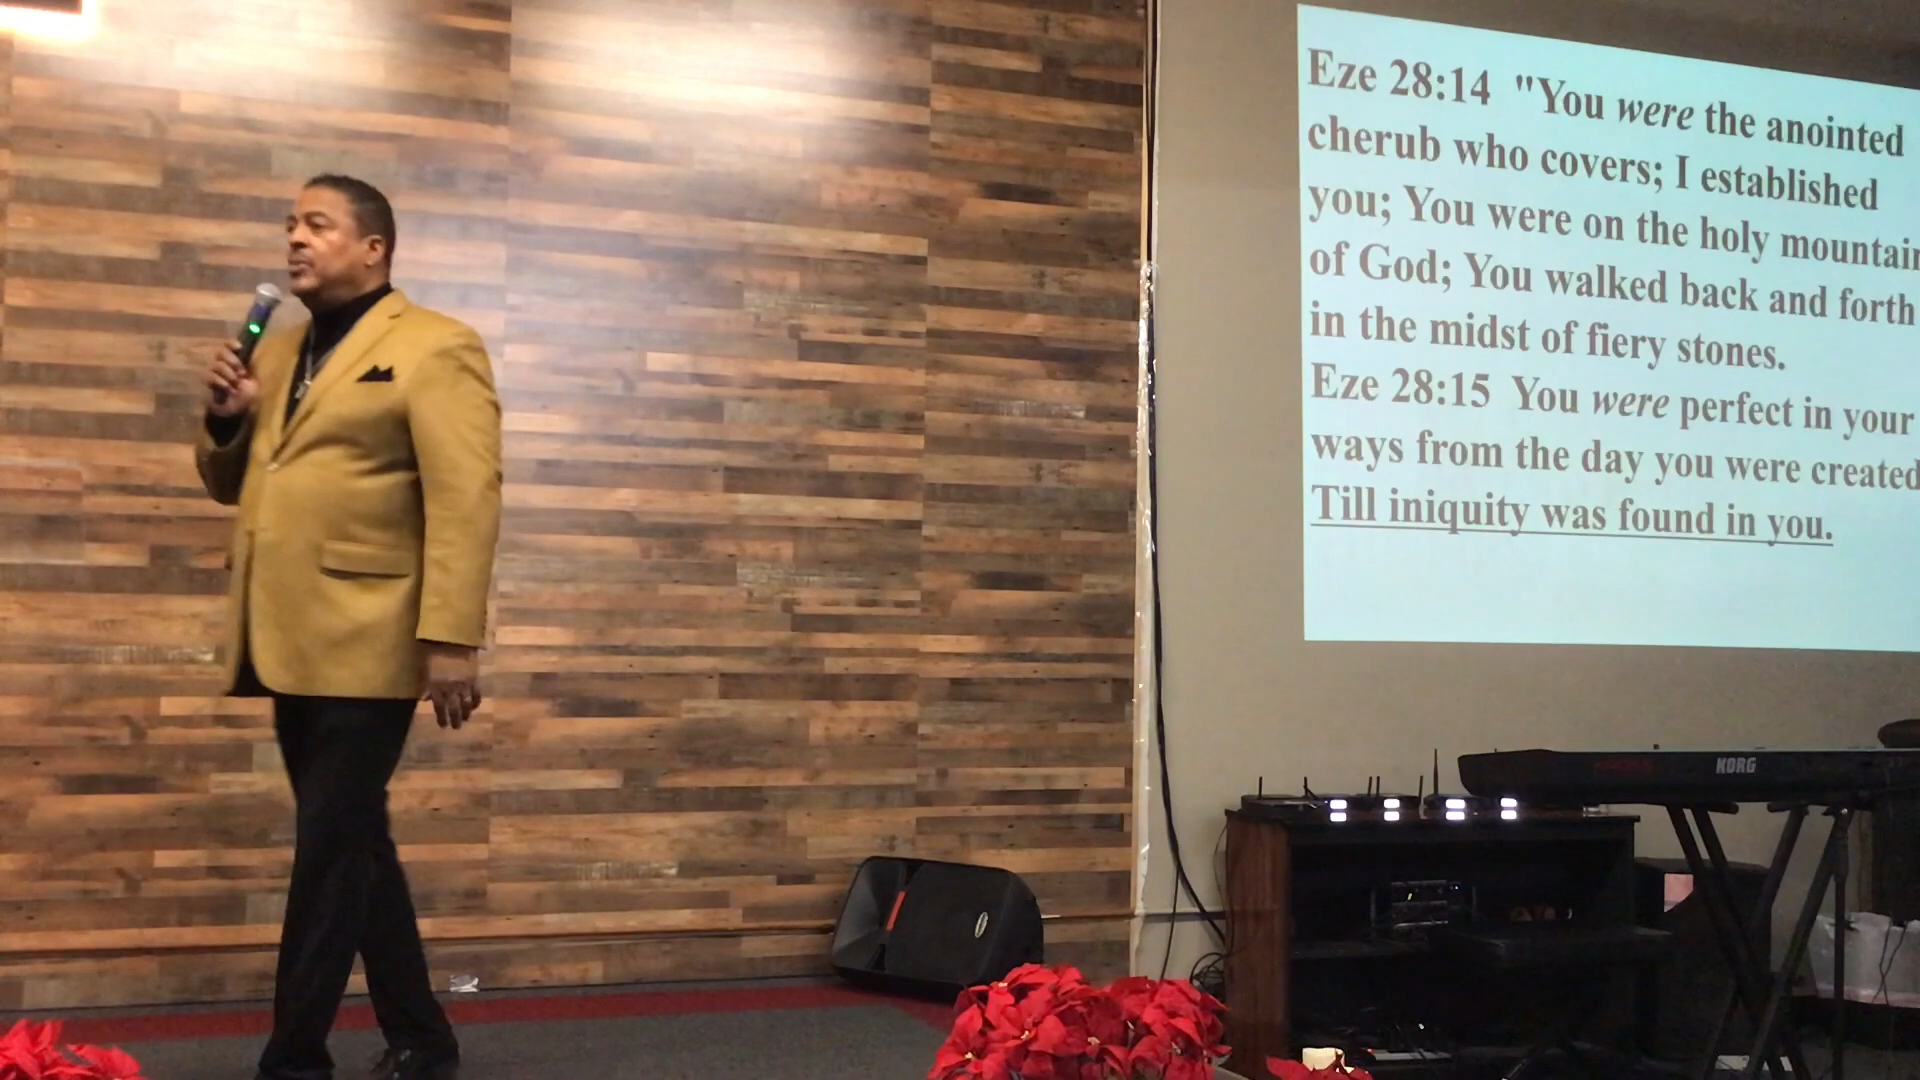 Eze 28:14 "You were the anointed
cherub who covers; I established
you; You were on the holy mountain
of God; You walked back and forth
in the midst of fiery stones.
Eze 28:15 You were perfect in your
ways from the day you were created
Till iniquity was found in you.
KORG